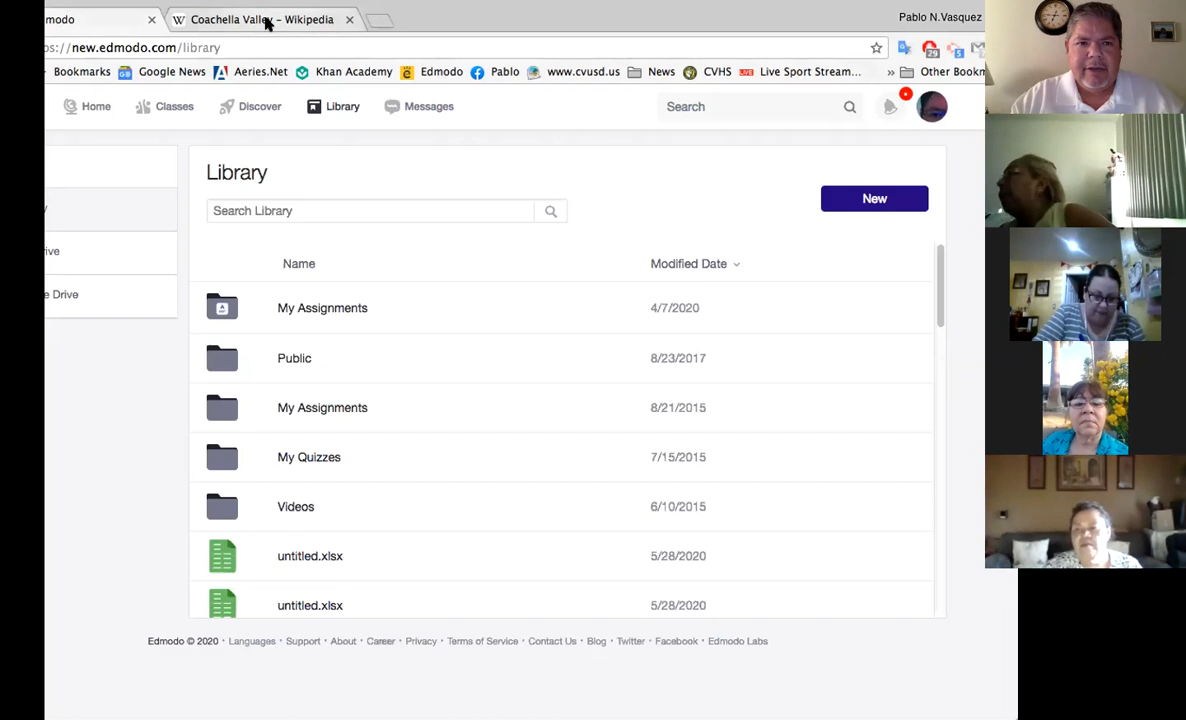 modo
Coachella Valley – Wikipedia
Pablo N.Vasquez
ps://new.edmodo.com/library
29
Bookmarks Google News Aeries.Net Khan Academy Edmodo Pablo www.cvusd.us News CVHS LIVE Live Sport Stream... » Other Bookm
Home Classes Discover Library Messages Search
Library
y
New
Search Library
ive
Name Modified Date
e Drive
My Assignments 4/7/2020
Public 8/23/2017
My Assignments 8/21/2015
My Quizzes 7/15/2015
Videos 6/10/2015
untitled.xlsx 5/28/2020
untitled.xlsx 5/28/2020
Edmodo © 2020 · Languages · Support · About · Career · Privacy · Terms of Service · Contact Us · Blog · Twitter · Facebook · Edmodo Labs